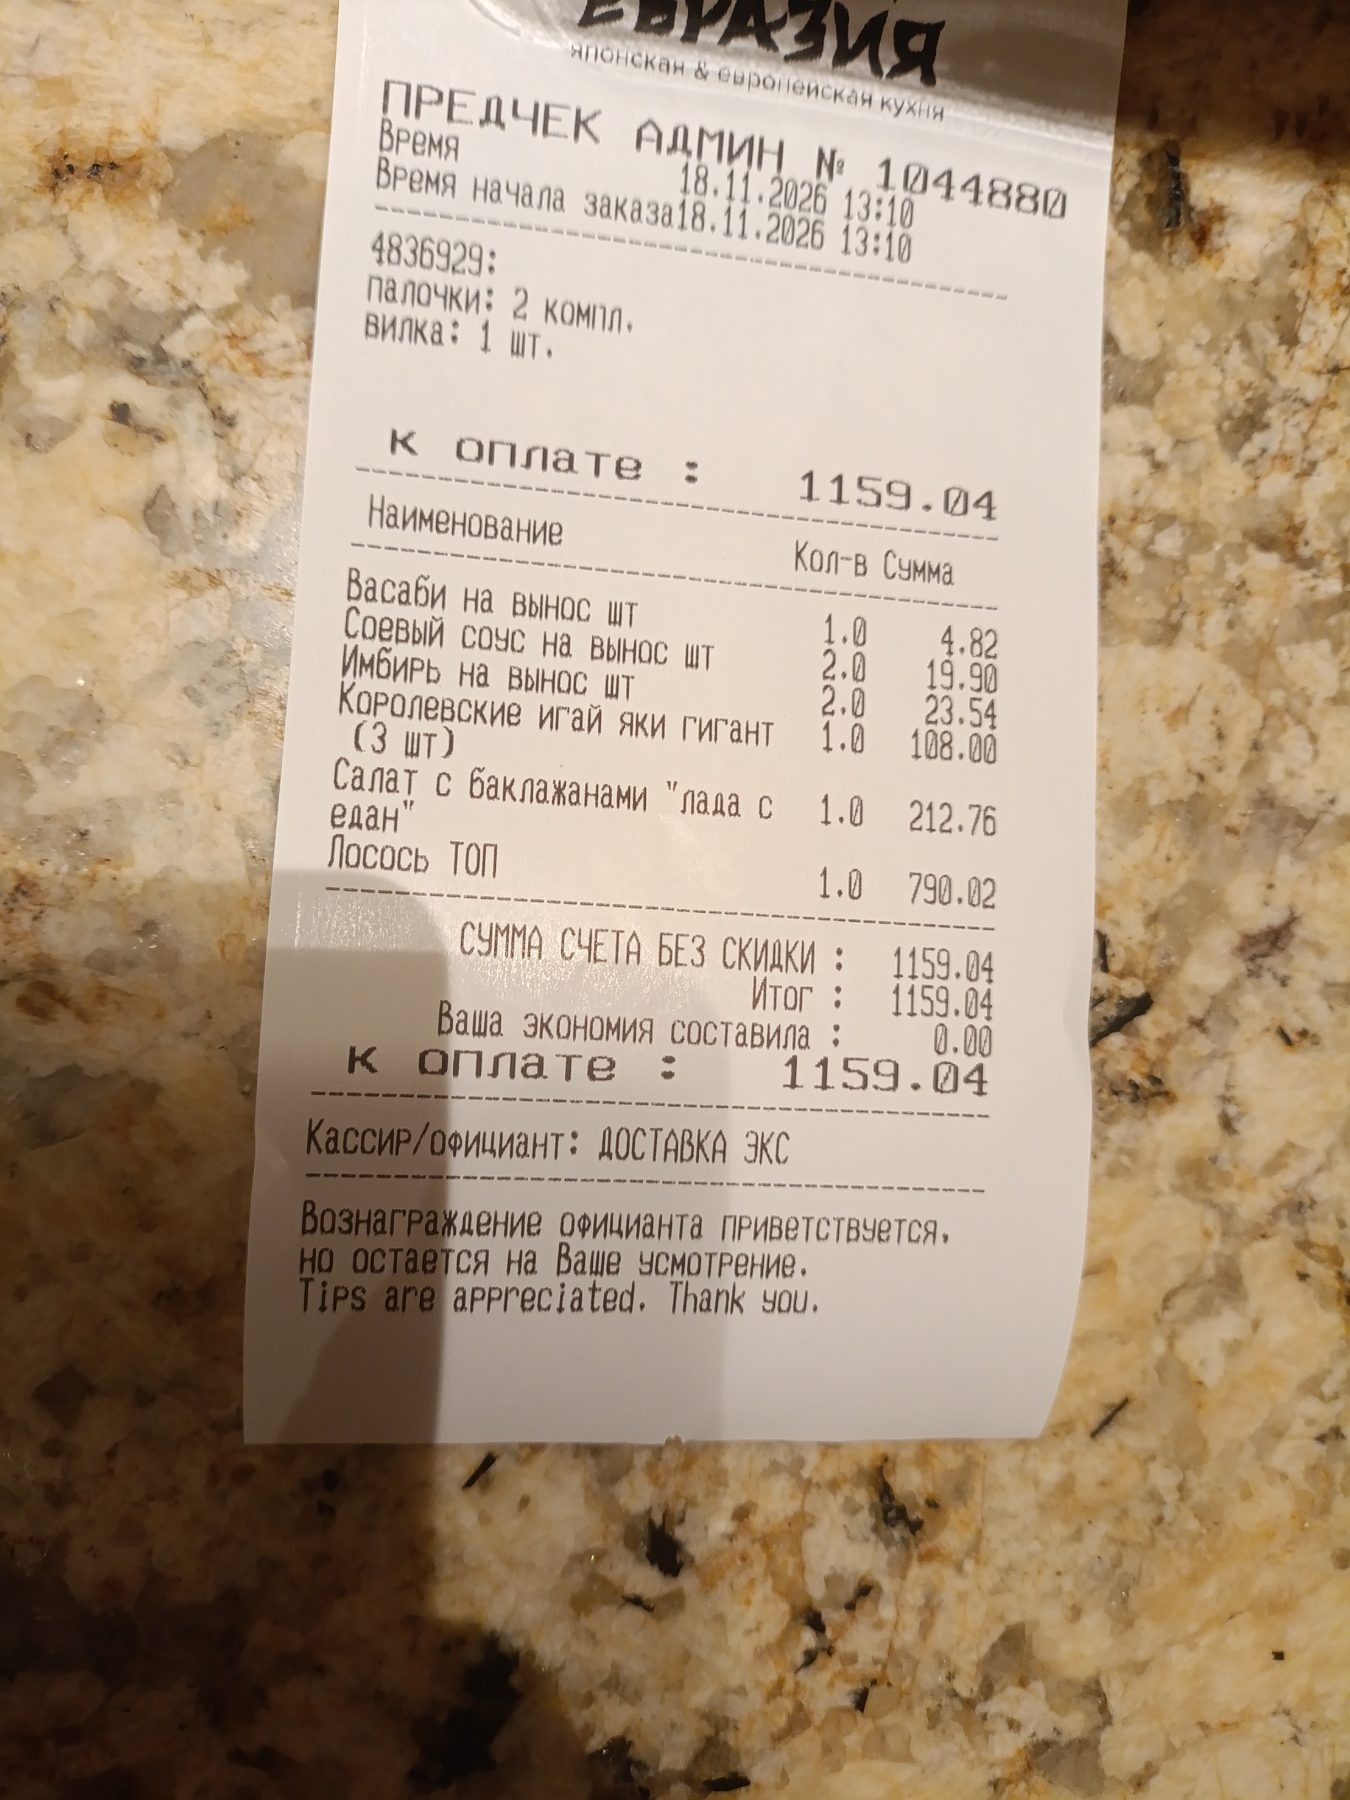 ЕВРАЗИЯ
японская & европейская кухня
ПРЕДЧЕК АДМИН № 1044880
Время 18.11.2026 13:10
Время начала заказа18.11.2026 13:10
4836929:
палочки: 2 компл.
вилка: 1 шт.
К оплате : 1159.04
Наименование Кол-в Сумма
Васаби на вынос шт 1.0 4.82
Соевый соус на вынос шт 2.0 19.90
Имбирь на вынос шт 2.0 23.54
Королевские игай яки гигант 1.0 108.00
(3 шт)
Салат с баклажанами "лада с 1.0 212.76
едан"
Лосось ТОП 1.0 790.02
СУММА СЧЕТА БЕЗ СКИДКИ : 1159.04
Итог : 1159.04
Ваша экономия составила : 0.00
К оплате : 1159.04
Кассир/официант: ДОСТАВКА ЭКС
Вознаграждение официанта приветствуется,
но остается на Ваше усмотрение.
Tips are appreciated. Thank you.